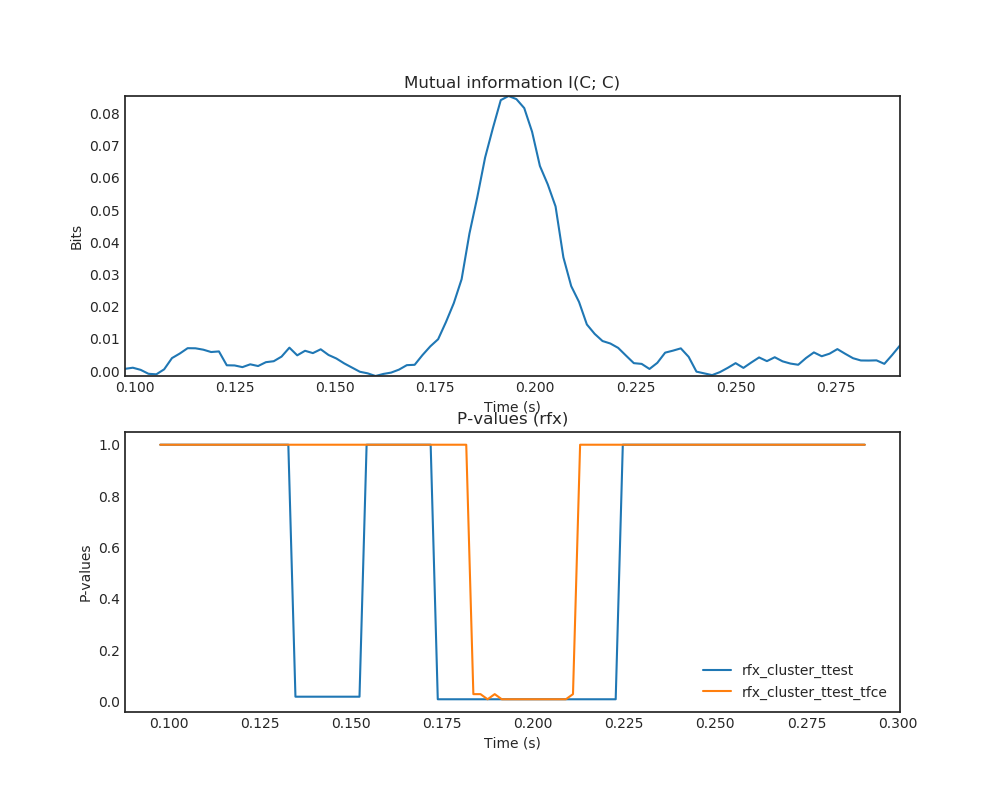 Mutual information I(C; C)
0.08
0.07
0.06
0.05
0.04
0.03
0.02
0.01
0.00
Bits
0.100 0.125 0.150 0.175 0.200 0.225 0.250 0.275
Time (s)
P-values (rfx)
1.0
0.8
0.6
0.4
0.2
0.0
P-values
rfx_cluster_ttest
rfx_cluster_ttest_tfce
0.100 0.125 0.150 0.175 0.200 0.225 0.250 0.275 0.300
Time (s)